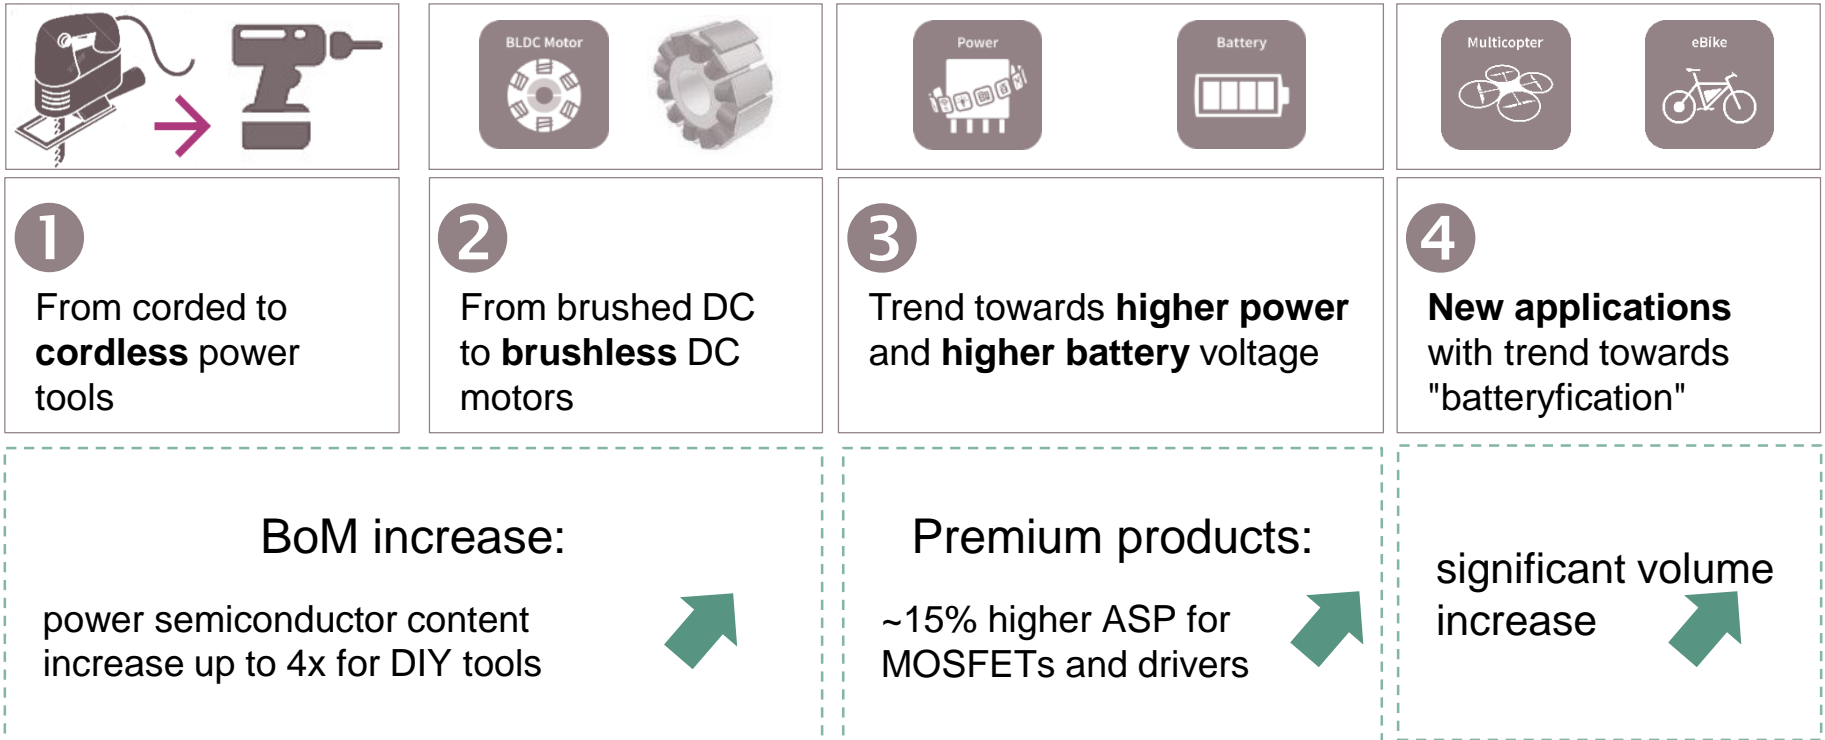 BLDC Motor
Power
Battery
Multicopter
eBike
1
From corded to
cordless power
tools
2
From brushed DC
to brushless DC
motors
3
Trend towards higher power
and higher battery voltage
4
New applications
with trend towards
"batteryfication"
BoM increase:
power semiconductor content
increase up to 4x for DIY tools
Premium products:
~15% higher ASP for
MOSFETs and drivers
significant volume
increase